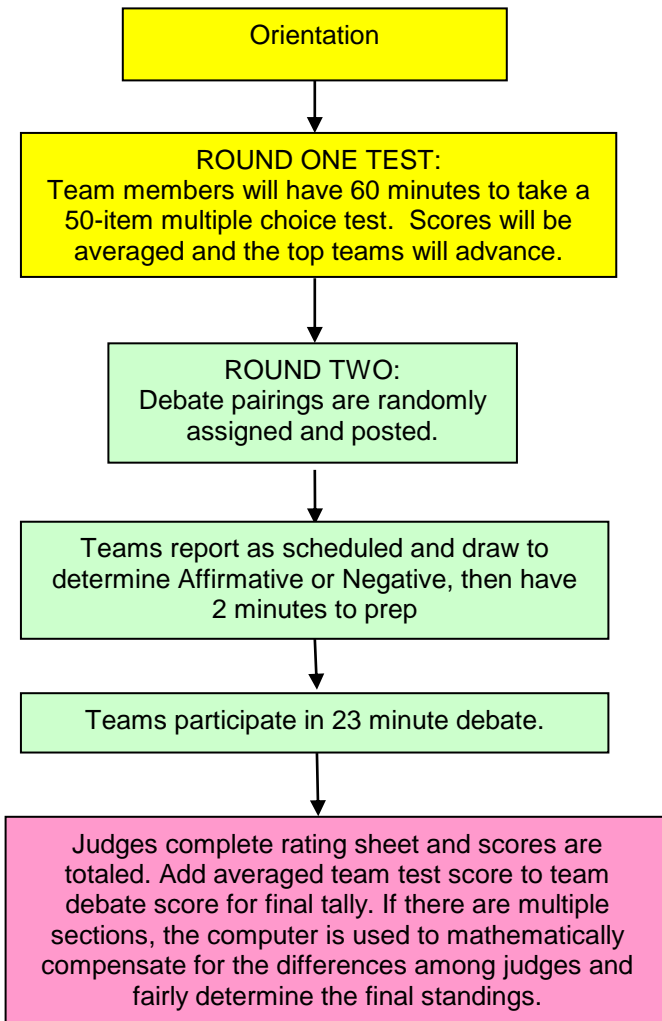 Orientation
ROUND ONE TEST:
Team members will have 60 minutes to take a
50-item multiple choice test.  Scores will be
averaged and the top teams will advance.
ROUND TWO:
Debate pairings are randomly
assigned and posted.
Teams report as scheduled and draw to
determine Affirmative or Negative, then have
2 minutes to prep
Teams participate in 23 minute debate.
Judges complete rating sheet and scores are
totaled. Add averaged team test score to team
debate score for final tally. If there are multiple
sections, the computer is used to mathematically
compensate for the differences among judges and
fairly determine the final standings.